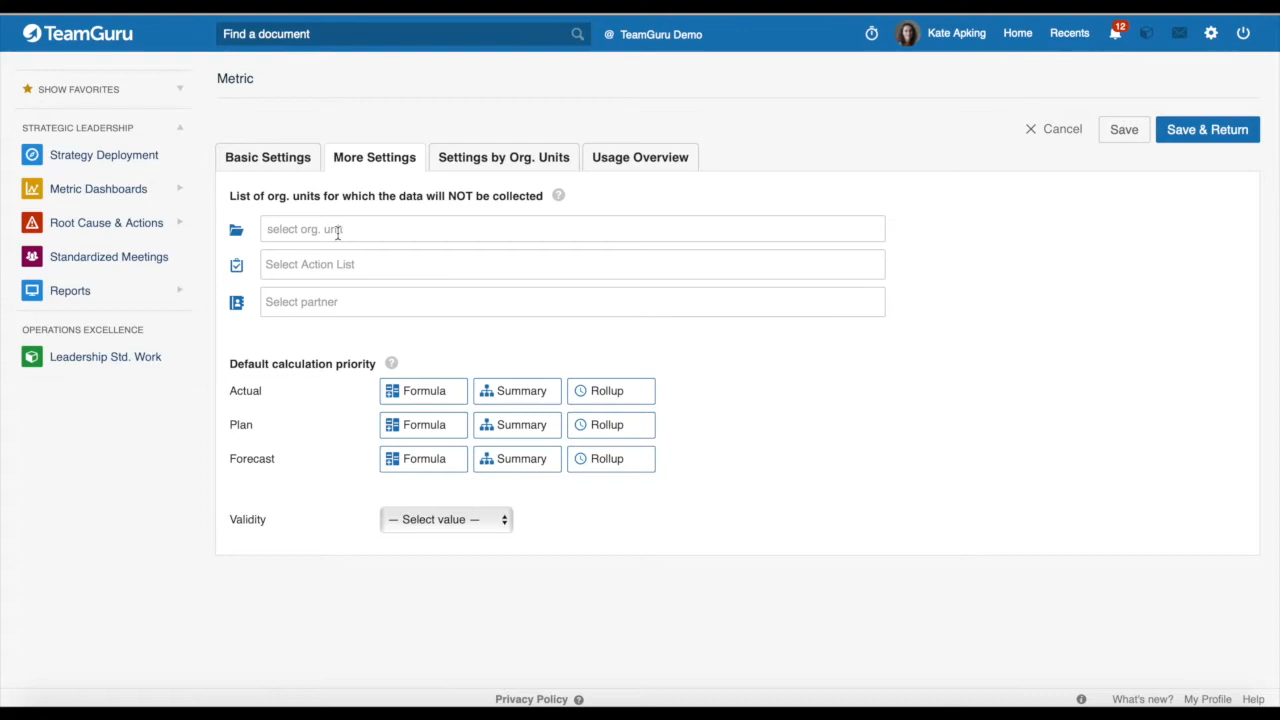 TeamGuru
Find a document
@ TeamGuru Demo
Kate Apking
Home
Recents
12
SHOW FAVORITES
STRATEGIC LEADERSHIP
Strategy Deployment
Metric Dashboards
Root Cause & Actions
Standardized Meetings
Reports
OPERATIONS EXCELLENCE
Leadership Std. Work
Metric
Cancel
Save
Save & Return
Basic Settings
More Settings
Settings by Org. Units
Usage Overview
List of org. units for which the data will NOT be collected ?
select org. unit
Select Action List
Select partner
Default calculation priority ?
Actual Formula Summary Rollup
Plan Formula Summary Rollup
Forecast Formula Summary Rollup
Validity — Select value —
Privacy Policy ?
What's new? My Profile Help